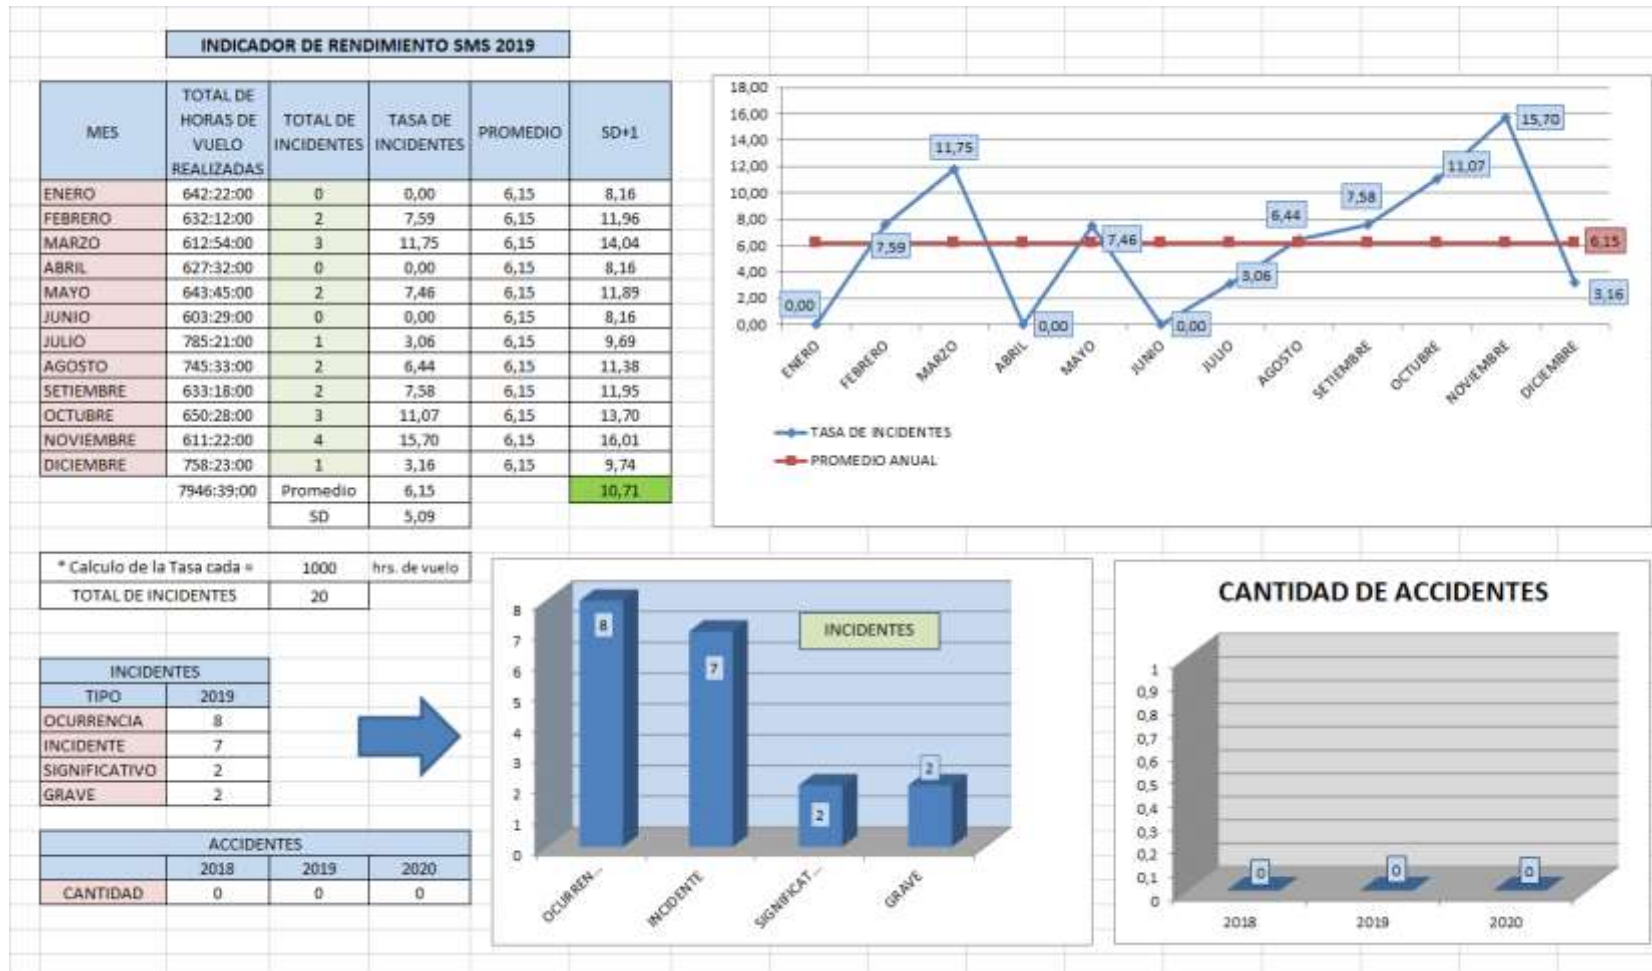 INDICADOR DE RENDIMIENTO SMS 2019
MES TOTAL DE HORAS DE VUELO REALIZADAS TOTAL DE INCIDENTES TASA DE INCIDENTES PROMEDIO SD+1
ENERO 642:22:00 0 0,00 6,15 8,16
FEBRERO 632:12:00 2 7,59 6,15 11,96
MARZO 612:54:00 3 11,75 6,15 14,04
ABRIL 627:32:00 0 0,00 6,15 8,16
MAYO 643:45:00 2 7,46 6,15 11,89
JUNIO 603:29:00 0 0,00 6,15 8,16
JULIO 785:21:00 1 3,06 6,15 9,69
AGOSTO 745:33:00 2 6,44 6,15 11,38
SETIEMBRE 633:18:00 2 7,58 6,15 11,95
OCTUBRE 650:28:00 3 11,07 6,15 13,70
NOVIEMBRE 611:22:00 4 15,70 6,15 16,01
DICIEMBRE 758:23:00 1 3,16 6,15 9,74
7946:39:00 Promedio 6,15 10,71
SD 5,09
18,00
16,00
14,00
12,00
10,00
8,00
6,00
4,00
2,00
0,00
0,00
7,59
11,75
0,00
7,46
0,00
3,06
6,44
7,58
11,07
15,70
3,16
6,15
ENERO
FEBRERO
MARZO
ABRIL
MAYO
JUNIO
JULIO
AGOSTO
SETIEMBRE
OCTUBRE
NOVIEMBRE
DICIEMBRE
TASA DE INCIDENTES
PROMEDIO ANUAL
* Calculo de la Tasa cada = 1000 hrs. de vuelo
TOTAL DE INCIDENTES 20
INCIDENTES
TIPO 2019
OCURRENCIA 8
INCIDENTE 7
SIGNIFICATIVO 2
GRAVE 2
ACCIDENTES
2018 2019 2020
CANTIDAD 0 0 0
INCIDENTES
8
7
6
5
4
3
2
1
0
8
7
2
2
OCURREN...
INCIDENTE
SIGNIFICAT...
GRAVE
CANTIDAD DE ACCIDENTES
1
0,9
0,8
0,7
0,6
0,5
0,4
0,3
0,2
0,1
0
0
0
0
2018
2019
2020